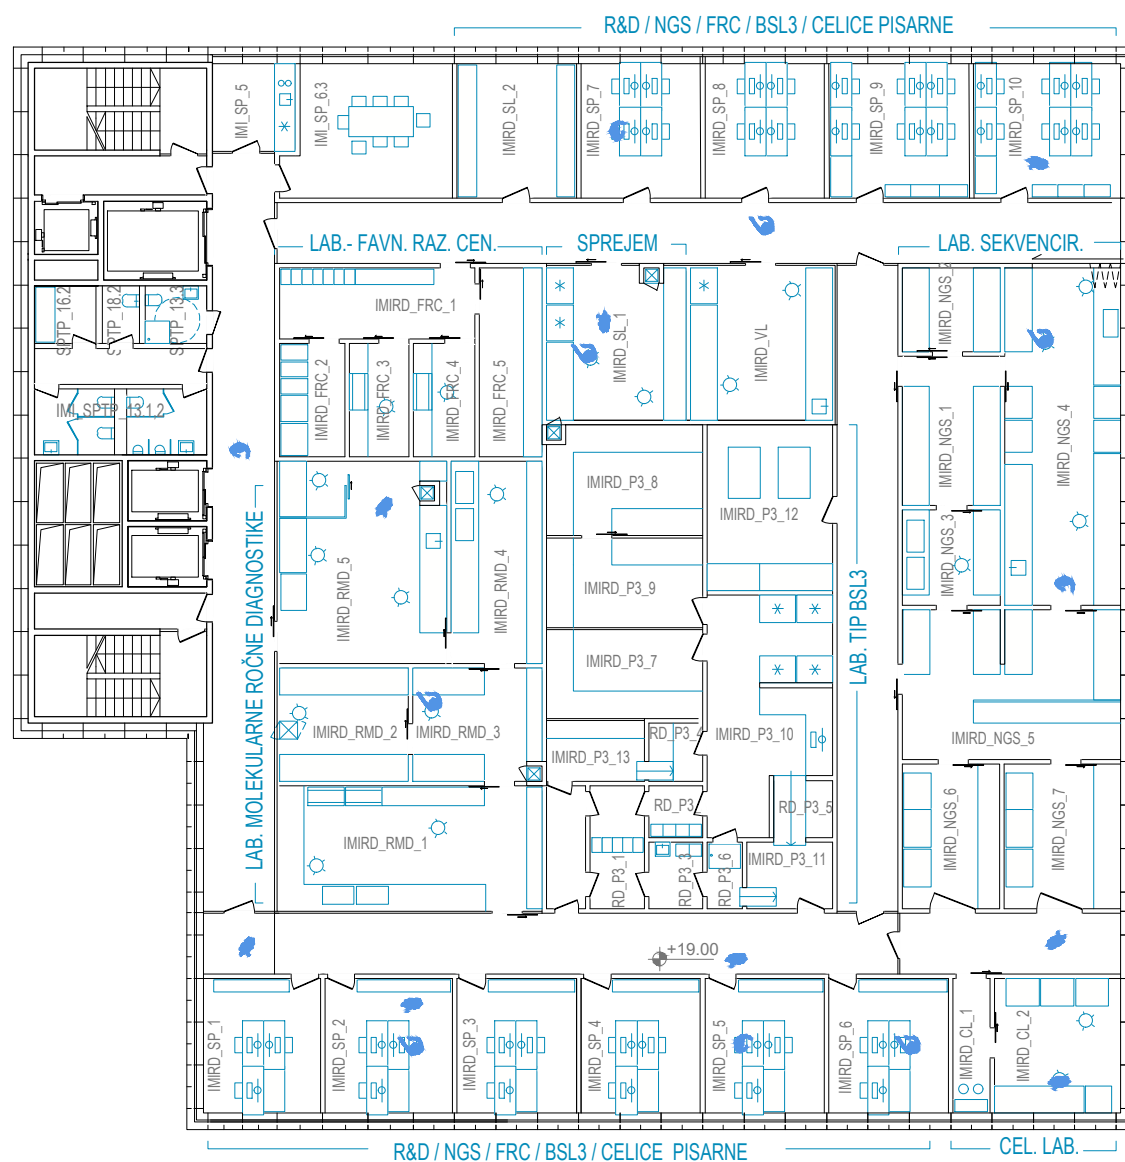 R&D / NGS / FRC / BSL3 / CELICE PISARNE
IMI_SP_5
IMI_SP_6.3
IMIRD_SL_2
IMIRD_SP_7
IMIRD_SP_8
IMIRD_SP_9
IMIRD_SP_10
LAB.- FAVN. RAZ. CEN.
SPREJEM
LAB. SEKVENCIR.
SPTP_16.2
SPTP_18.2
SPTP_13.3
IMIRD_FRC_1
IMIRD_SL_1
IMIRD_VL
IMIRD_NGS_2
IMIRD_FRC_2
IMIRD_FRC_3
IMIRD_FRC_4
IMIRD_FRC_5
IMI_SPTP_13.1,2
IMIRD_NGS_1
IMIRD_NGS_4
IMIRD_P3_8
IMIRD_P3_12
IMIRD_NGS_3
LAB. MOLEKULARNE ROČNE DIAGNOSTIKE
IMIRD_RMD_5
IMIRD_RMD_4
IMIRD_P3_9
LAB. TIP BSL3
IMIRD_P3_7
IMIRD_RMD_2
IMIRD_RMD_3
IMIRD_P3_13
RD_P3_4
IMIRD_P3_10
IMIRD_NGS_5
RD_P3
RD_P3_5
IMIRD_NGS_6
IMIRD_NGS_7
IMIRD_RMD_1
RD_P3_1
RD_P3_3
RD_P3_6
IMIRD_P3_11
+19.00
IMIRD_SP_1
IMIRD_SP_2
IMIRD_SP_3
IMIRD_SP_4
IMIRD_SP_5
IMIRD_SP_6
IMIRD_CL_1
IMIRD_CL_2
R&D / NGS / FRC / BSL3 / CELICE PISARNE
CEL. LAB.